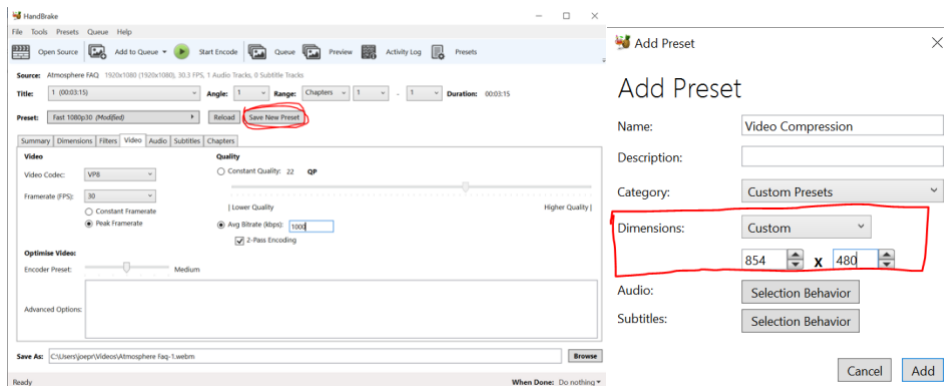 HandBrake
File Tools Presets Queue Help
Open Source Add to Queue Start Encode Queue Preview Activity Log Presets
Source: Atmosphere FAQ 1920x1080 (1920x1080), 30.3 FPS, 1 Audio Tracks, 0 Subtitle Tracks
Title: 1 (00:03:15) Angle: 1 Range: Chapters 1 - 1 Duration: 00:03:15
Preset: Fast 1080p30 (Modified) Reload Save New Preset
Summary Dimensions Filters Video Audio Subtitles Chapters
Video Quality
Video Codec: VP8 Constant Quality: 22 QP
Framerate (FPS): 30 | Lower Quality Higher Quality |
Constant Framerate
Peak Framerate Avg Bitrate (kbps): 1000
2-Pass Encoding
Optimise Video:
Encoder Preset: Medium
Advanced Options:
Save As: C:\Users\joepr\Videos\Atmosphere Faq-1.webm Browse
Ready When Done: Do nothing
Add Preset
Add Preset
Name: Video Compression
Description:
Category: Custom Presets
Dimensions: Custom
854 x 480
Audio: Selection Behavior
Subtitles: Selection Behavior
Cancel Add